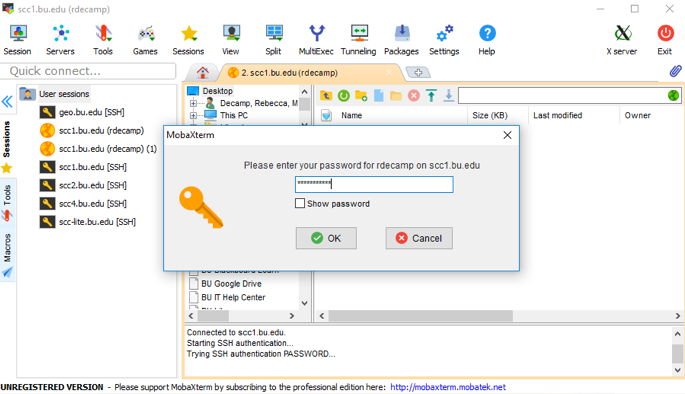 scc1.bu.edu (rdecamp)
Session Servers Tools Games Sessions View Split MultiExec Tunneling Packages Settings Help X server Exit
Quick connect...
2. scc1.bu.edu (rdecamp)
User sessions
geo.bu.edu [SSH]
scc1.bu.edu (rdecamp)
scc1.bu.edu (rdecamp) (1)
scc1.bu.edu [SSH]
scc2.bu.edu [SSH]
scc4.bu.edu [SSH]
scc-lite.bu.edu [SSH]
Sessions
Tools
Macros
Desktop
Decamp, Rebecca, M
This PC
Name Size (KB) Last modified Owner
MobaXterm
Please enter your password for rdecamp on scc1.bu.edu
***********
Show password
OK Cancel
BU Google Drive
BU IT Help Center
Connected to scc1.bu.edu.
Starting SSH authentication...
Trying SSH authentication PASSWORD...
UNREGISTERED VERSION - Please support MobaXterm by subscribing to the professional edition here: http://mobaxterm.mobatek.net